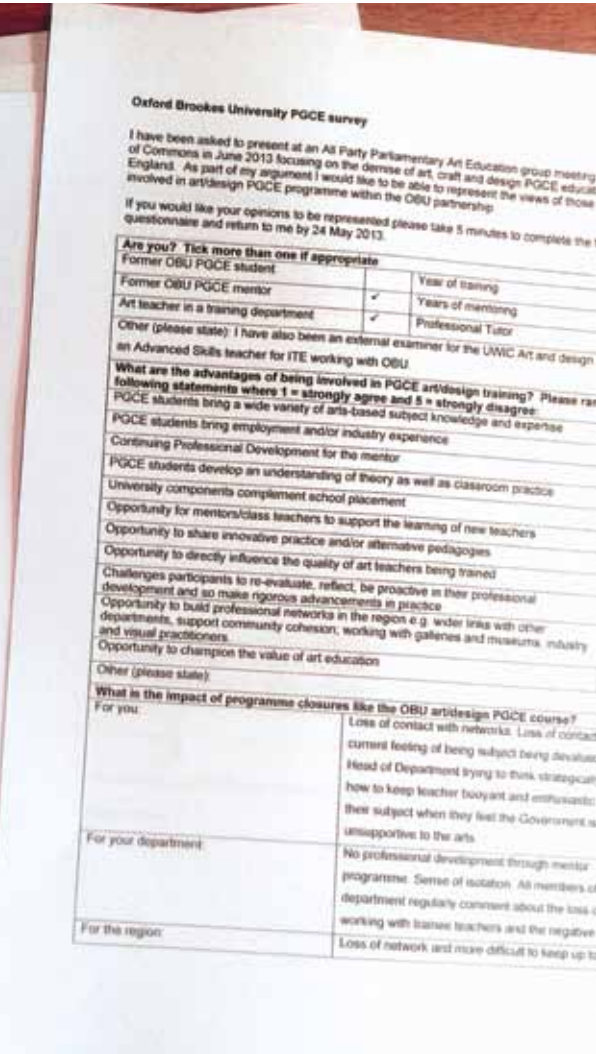 Oxford Brookes University PGCE survey
I have been asked to present at an All Party Parliamentary Art Education group meeting
of Commons in June 2013 focusing on the demise of art, craft and design PGCE educat
England. As part of my argument I would like to be able to represent the views of those
involved in art/design PGCE programme within the OBU partnership.
If you would like your opinions to be represented please take 5 minutes to complete the f
questionnaire and return to me by 24 May 2013.
Are you? Tick more than one if appropriate
Former OBU PGCE student Year of training
Former OBU PGCE mentor ✓ Years of mentoring
Art teacher in a training department ✓ Professional Tutor
Other (please state): I have also been an external examiner for the UWIC Art and design
an Advanced Skills teacher for ITE working with OBU.
What are the advantages of being involved in PGCE art/design training? Please ran
following statements where 1 = strongly agree and 5 = strongly disagree:
PGCE students bring a wide variety of arts-based subject knowledge and expertise
PGCE students bring employment and/or industry experience
Continuing Professional Development for the mentor
PGCE students develop an understanding of theory as well as classroom practice
University components complement school placement
Opportunity for mentors/class teachers to support the learning of new teachers
Opportunity to share innovative practice and/or alternative pedagogies
Opportunity to directly influence the quality of art teachers being trained
Challenges participants to re-evaluate, reflect, be proactive in their professional
development and so make rigorous advancements in practice
Opportunity to build professional networks in the region e.g. wider links with other
departments, support community cohesion, working with galleries and museums, industry
and visual practitioners
Opportunity to champion the value of art education
Other (please state):
What is the impact of programme closures like the OBU art/design PGCE course?
For you: Loss of contact with networks. Loss of contact
current feeling of being subject being devalued
Head of Department trying to think strategically
how to keep teacher buoyant and enthusiastic
their subject when they feel the Government is
unsupportive to the arts
For your department: No professional development through mentor
programme. Sense of isolation. All members of
department regularly comment about the loss o
working with trainee teachers and the negative
For the region: Loss of network and more difficult to keep up to